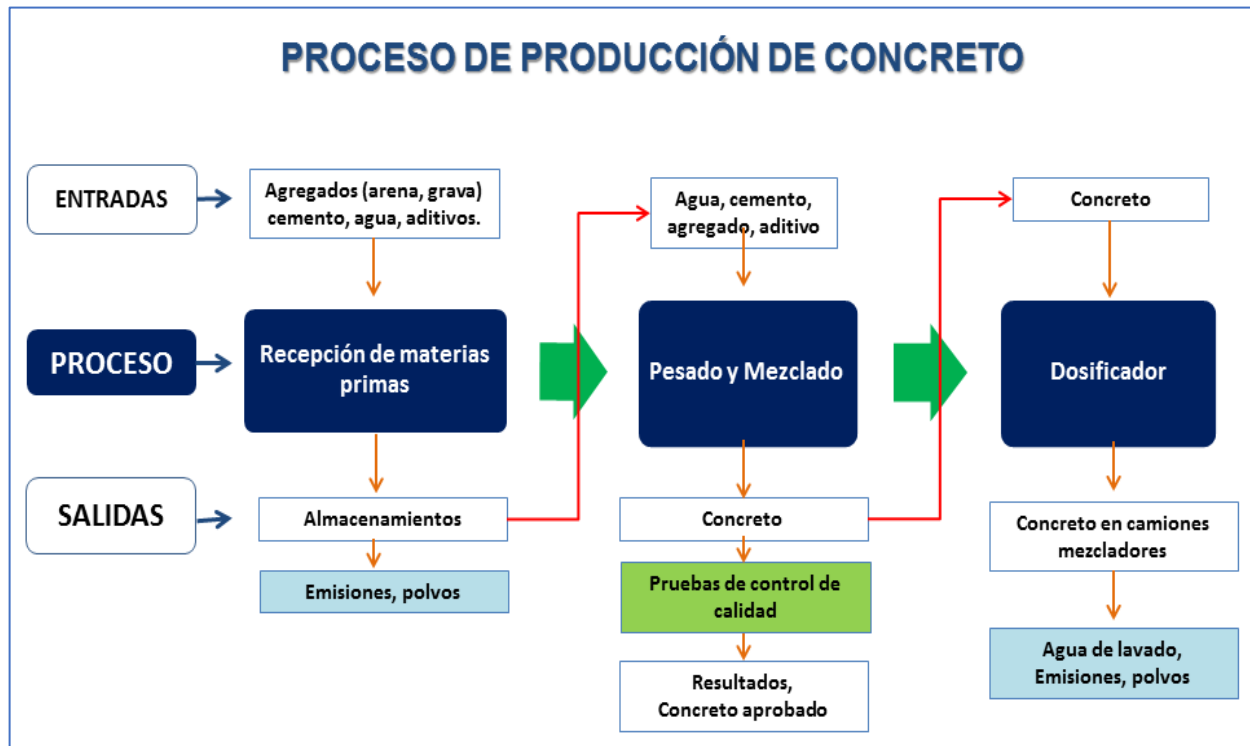 PROCESO DE PRODUCCIÓN DE CONCRETO
ENTRADAS
Agregados (arena, grava)
cemento, agua, aditivos.
Agua, cemento,
agregado, aditivo
Concreto
PROCESO
Recepción de materias
primas
Pesado y Mezclado
Dosificador
SALIDAS
Almacenamientos
Concreto
Concreto en camiones
mezcladores
Emisiones, polvos
Pruebas de control de
calidad
Agua de lavado,
Emisiones, polvos
Resultados,
Concreto aprobado